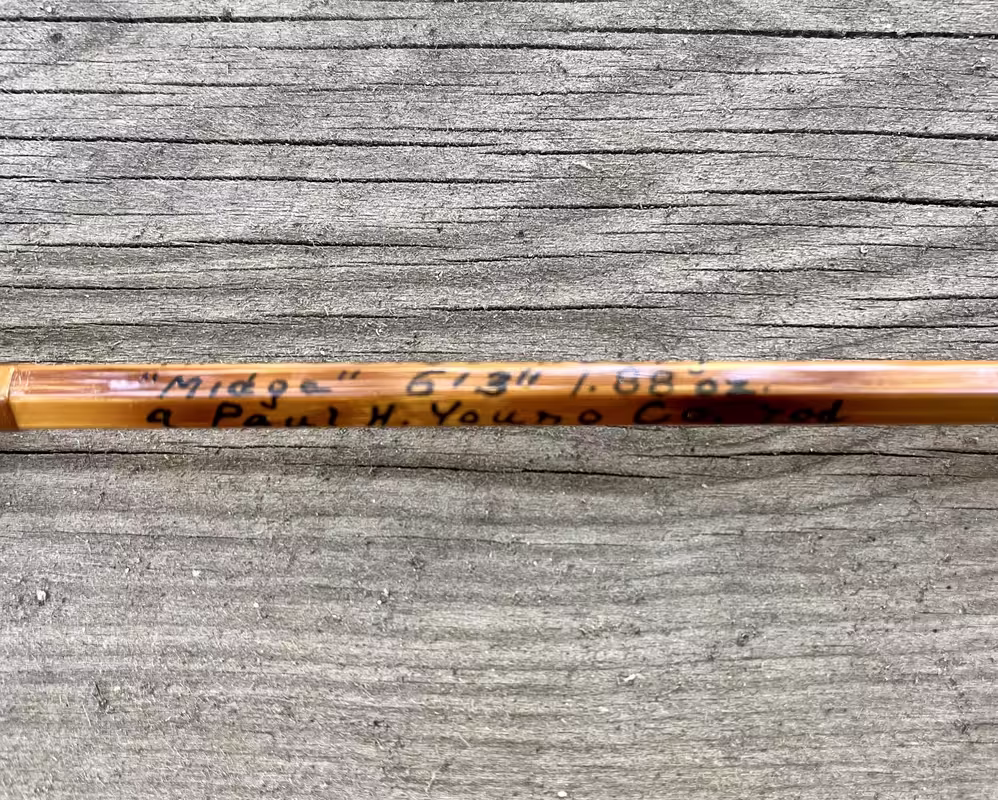 "Midge" 6'3" 1.88 oz.
a Paul H. Young Co. rod